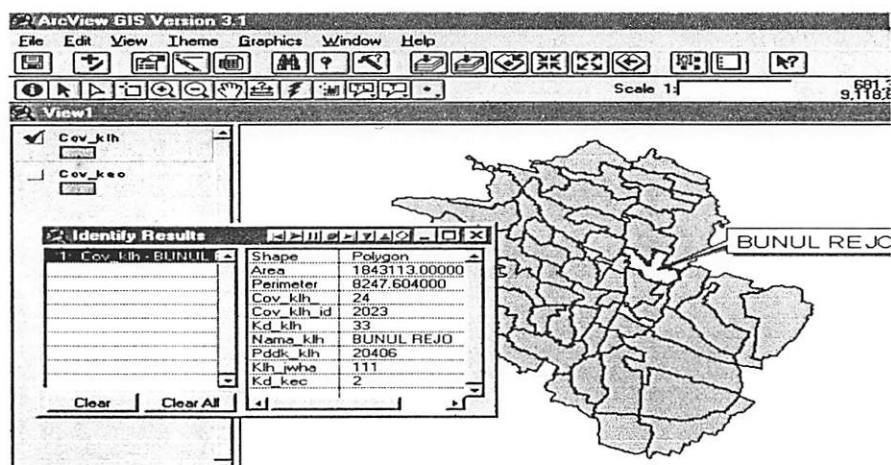 ArcView GIS Version 3.1
File Edit View Theme Graphics Window Help
Scale 1:
View1
Cov_klh
Cov_kec
Identify Results
1: Cov_klh - BUNUL
Shape Polygon
Area 1843113.00000
Perimeter 8247.604000
Cov_klh_ 24
Cov_klh_id 2023
Kd_klh 33
Nama_klh BUNUL REJO
Pddk_klh 20406
Klh_jwha 111
Kd_kec 2
Clear Clear All
BUNUL REJO